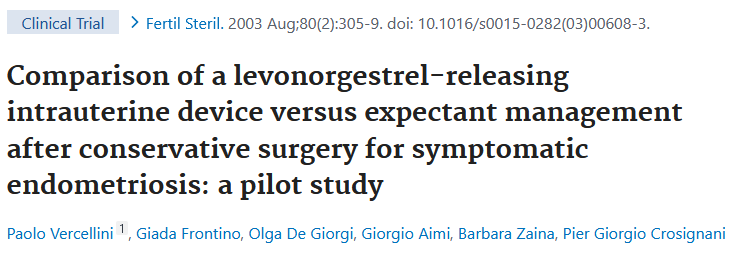 Clinical Trial > Fertil Steril. 2003 Aug;80(2):305-9. doi: 10.1016/s0015-0282(03)00608-3.
Comparison of a levonorgestrel-releasing
intrauterine device versus expectant management
after conservative surgery for symptomatic
endometriosis: a pilot study
Paolo Vercellini 1, Giada Frontino, Olga De Giorgi, Giorgio Aimi, Barbara Zaina, Pier Giorgio Crosignani